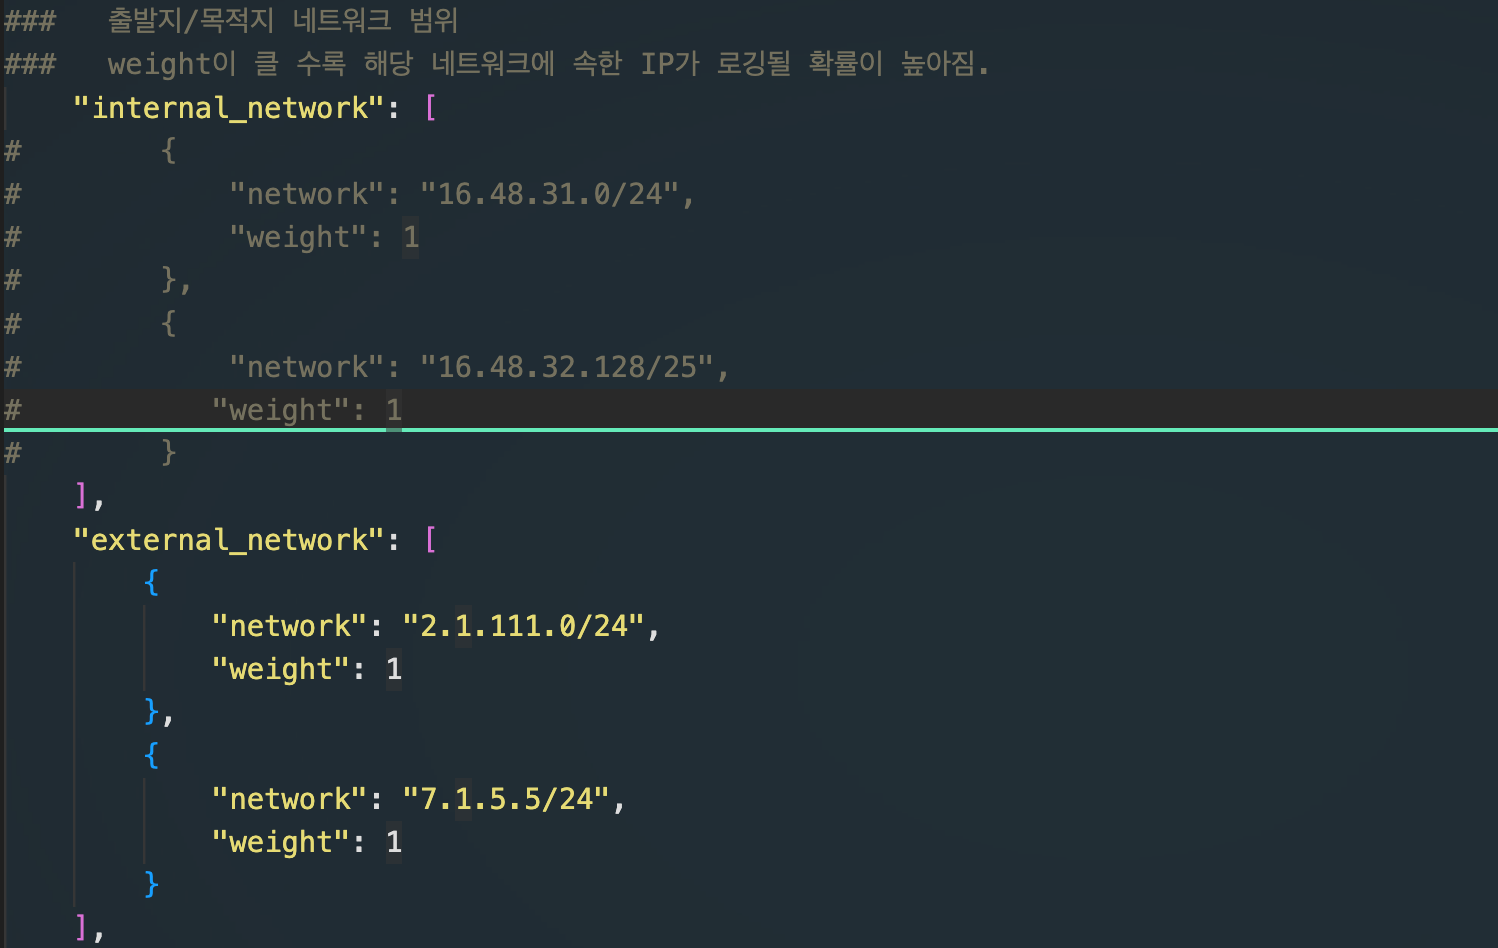 ###   출발지/목적지 네트워크 범위
###   weight이 클 수록 해당 네트워크에 속한 IP가 로깅될 확률이 높아짐.
    "internal_network": [
#        {
#            "network": "16.48.31.0/24",
#            "weight": 1
#        },
#        {
#            "network": "16.48.32.128/25",
#           "weight": 1
#        }
    ],
    "external_network": [
        {
            "network": "2.1.111.0/24",
            "weight": 1
        },
        {
            "network": "7.1.5.5/24",
            "weight": 1
        }
    ],